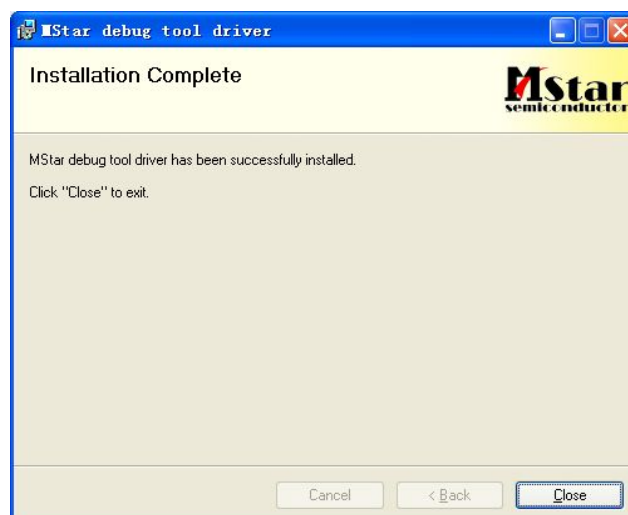 MStar debug tool driver
Installation Complete
MStar
semiconductor
MStar debug tool driver has been successfully installed.
Click "Close" to exit.
Cancel
< Back
Close